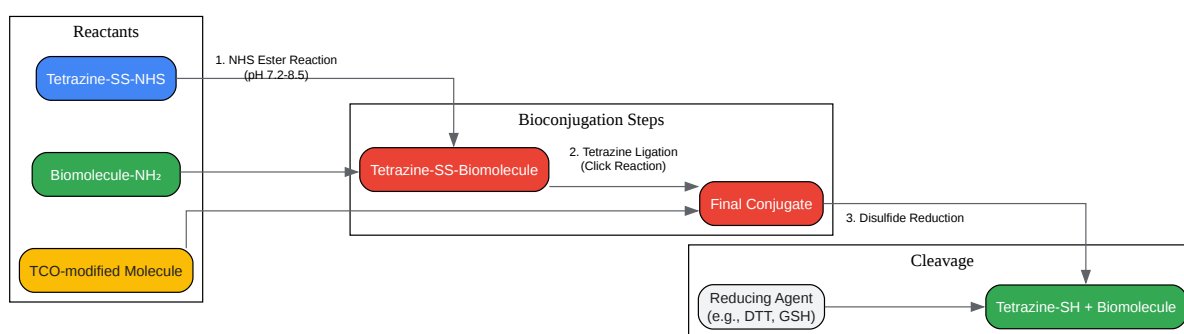 Reactants
Tetrazine-SS-NHS
1. NHS Ester Reaction
(pH 7.2-8.5)
Biomolecule-NH₂
TCO-modified Molecule
Bioconjugation Steps
Tetrazine-SS-Biomolecule
2. Tetrazine Ligation
(Click Reaction)
Final Conjugate
3. Disulfide Reduction
Cleavage
Reducing Agent
(e.g., DTT, GSH)
Tetrazine-SH + Biomolecule